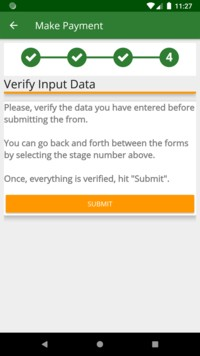 11:27
Make Payment
4
Verify Input Data
Please, verify the data you have entered before
submitting the from.
You can go back and forth between the forms
by selecting the stage number above.
Once, everything is verified, hit "Submit".
SUBMIT